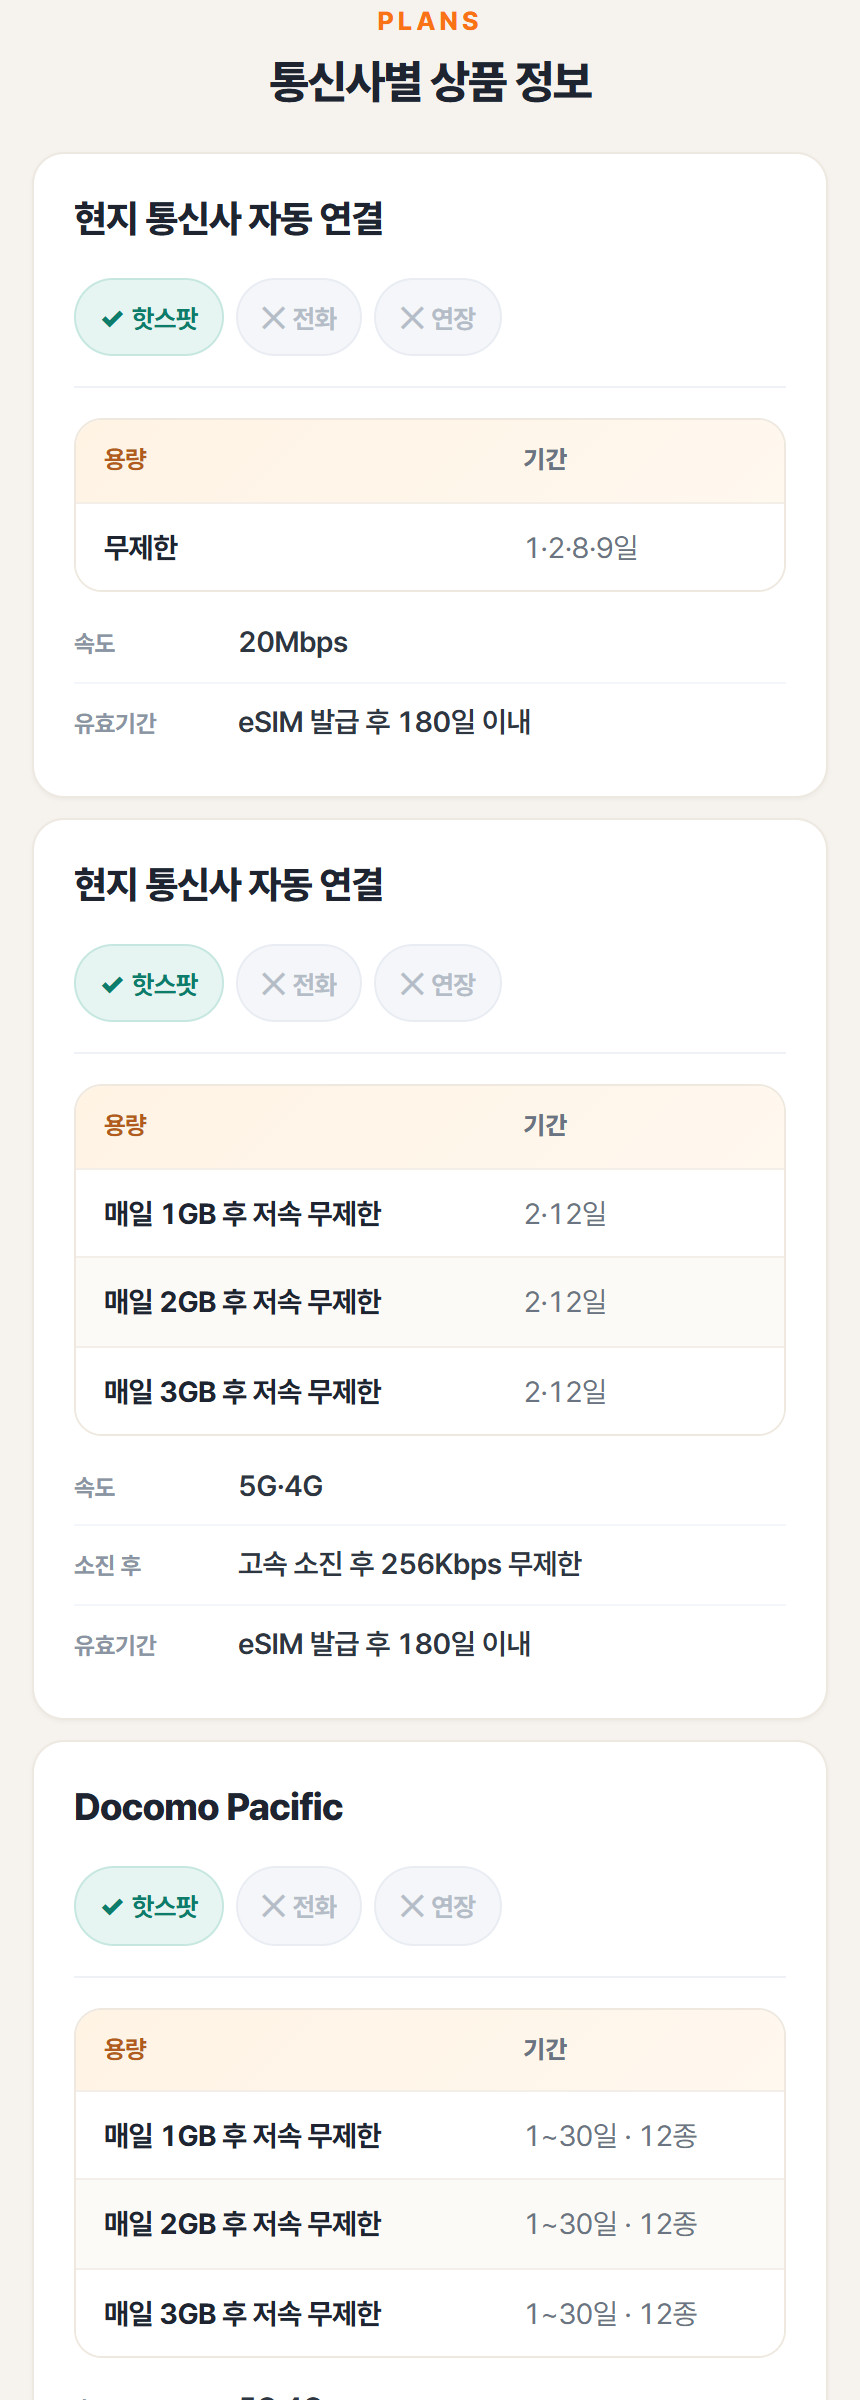 PLANS
통신사별 상품 정보
현지 통신사 자동 연결
✓ 핫스팟 ✕ 전화 ✕ 연장
용량 기간
무제한 1·2·8·9일
속도 20Mbps
유효기간 eSIM 발급 후 180일 이내
현지 통신사 자동 연결
✓ 핫스팟 ✕ 전화 ✕ 연장
용량 기간
매일 1GB 후 저속 무제한 2·12일
매일 2GB 후 저속 무제한 2·12일
매일 3GB 후 저속 무제한 2·12일
속도 5G·4G
소진 후 고속 소진 후 256Kbps 무제한
유효기간 eSIM 발급 후 180일 이내
Docomo Pacific
✓ 핫스팟 ✕ 전화 ✕ 연장
용량 기간
매일 1GB 후 저속 무제한 1~30일 · 12종
매일 2GB 후 저속 무제한 1~30일 · 12종
매일 3GB 후 저속 무제한 1~30일 · 12종